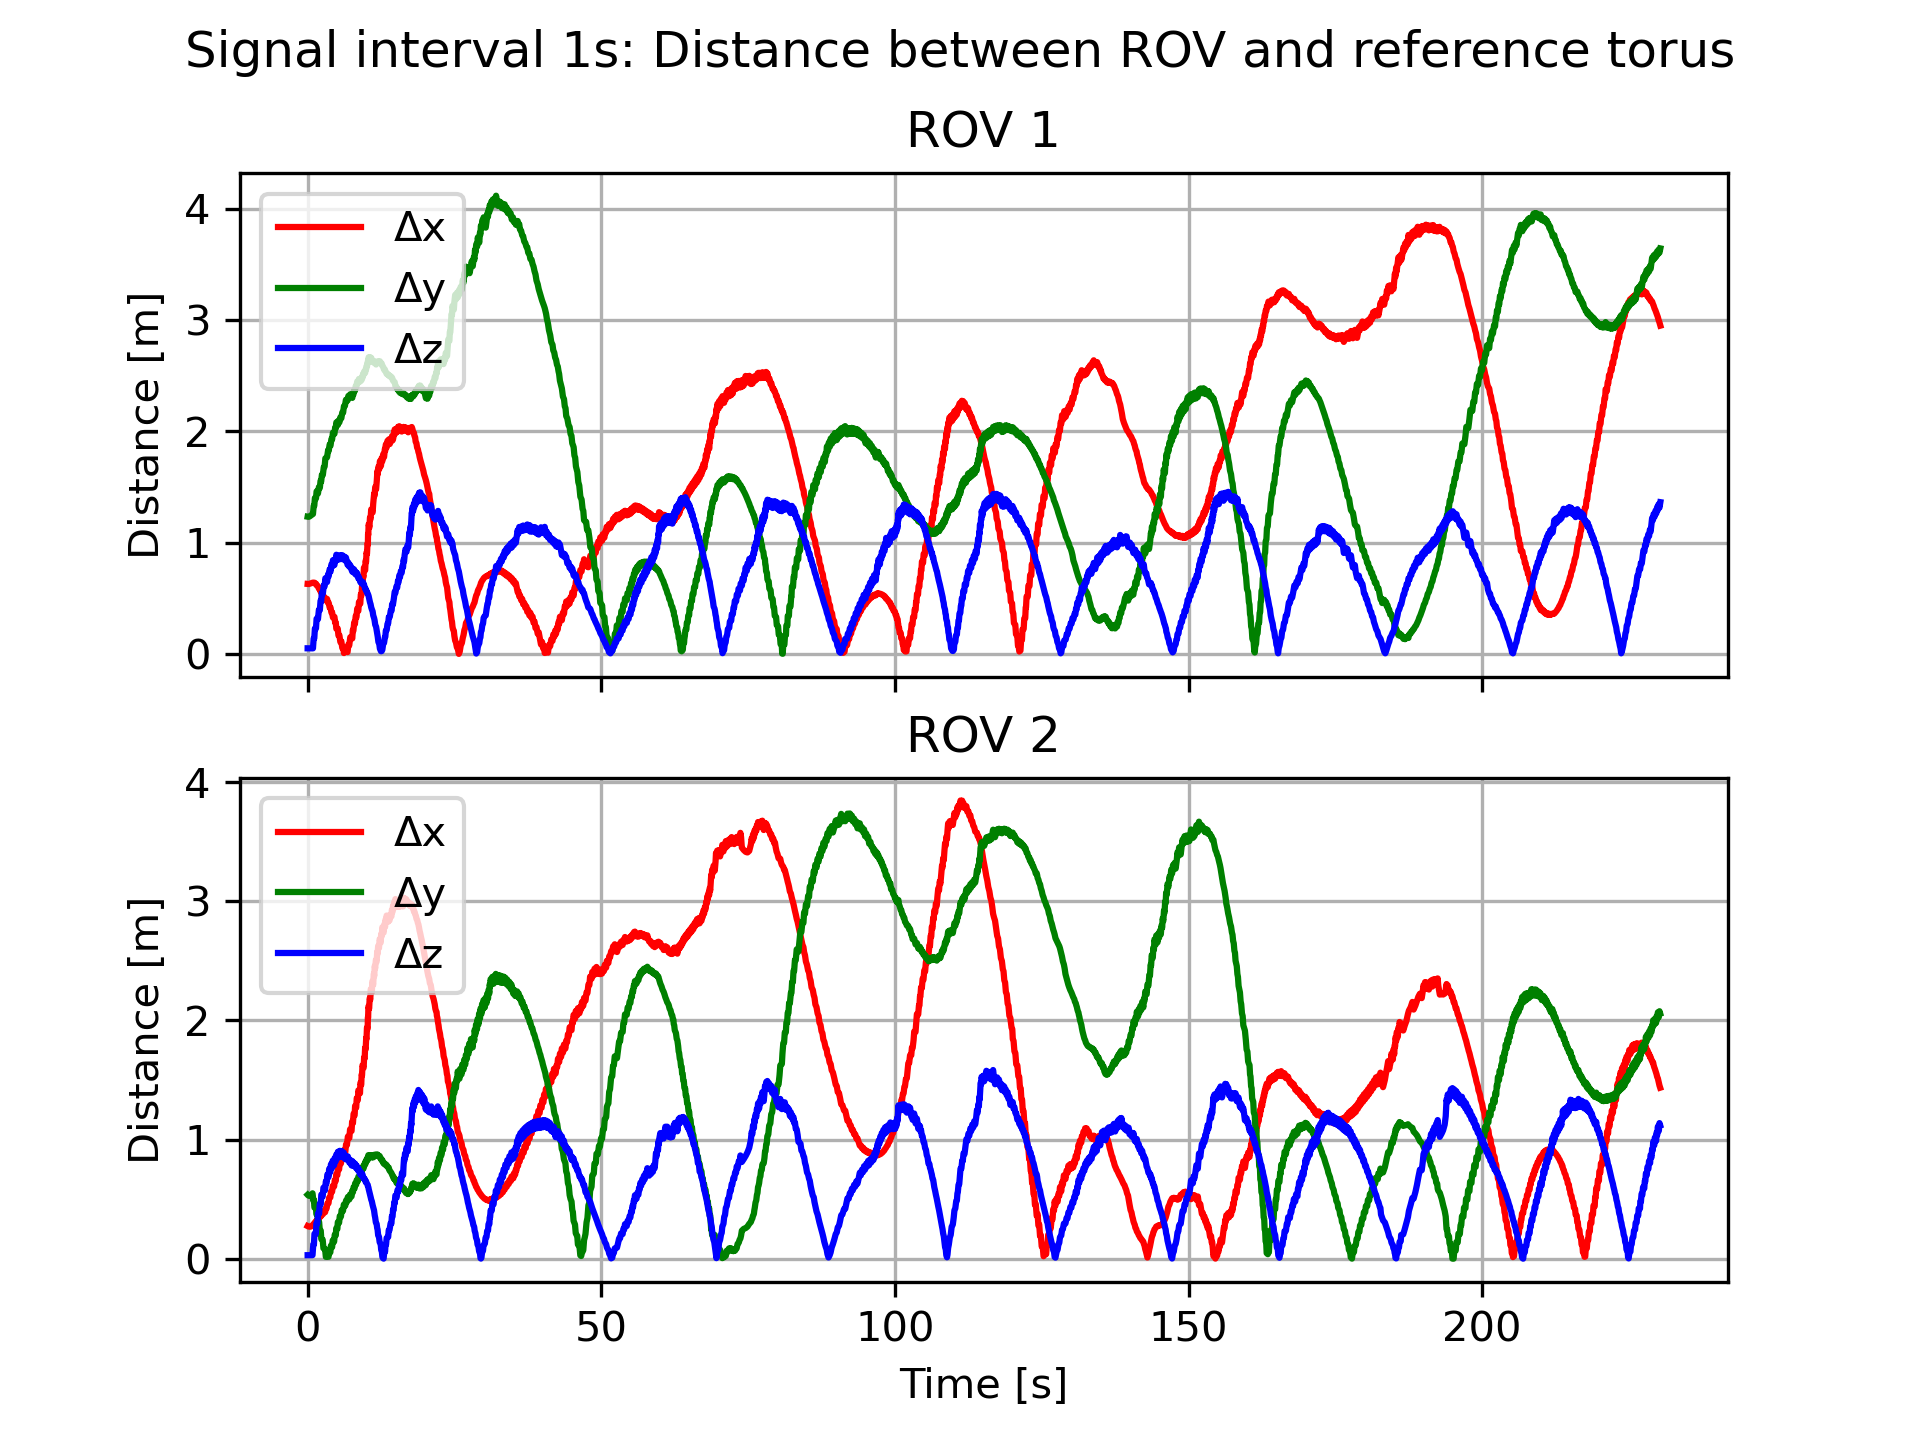 Signal interval 1s: Distance between ROV and reference torus
ROV 1
Distance [m]
4
3
2
1
0
Δx
Δy
Δz
ROV 2
Distance [m]
4
3
2
1
0
Δx
Δy
Δz
0 50 100 150 200
Time [s]